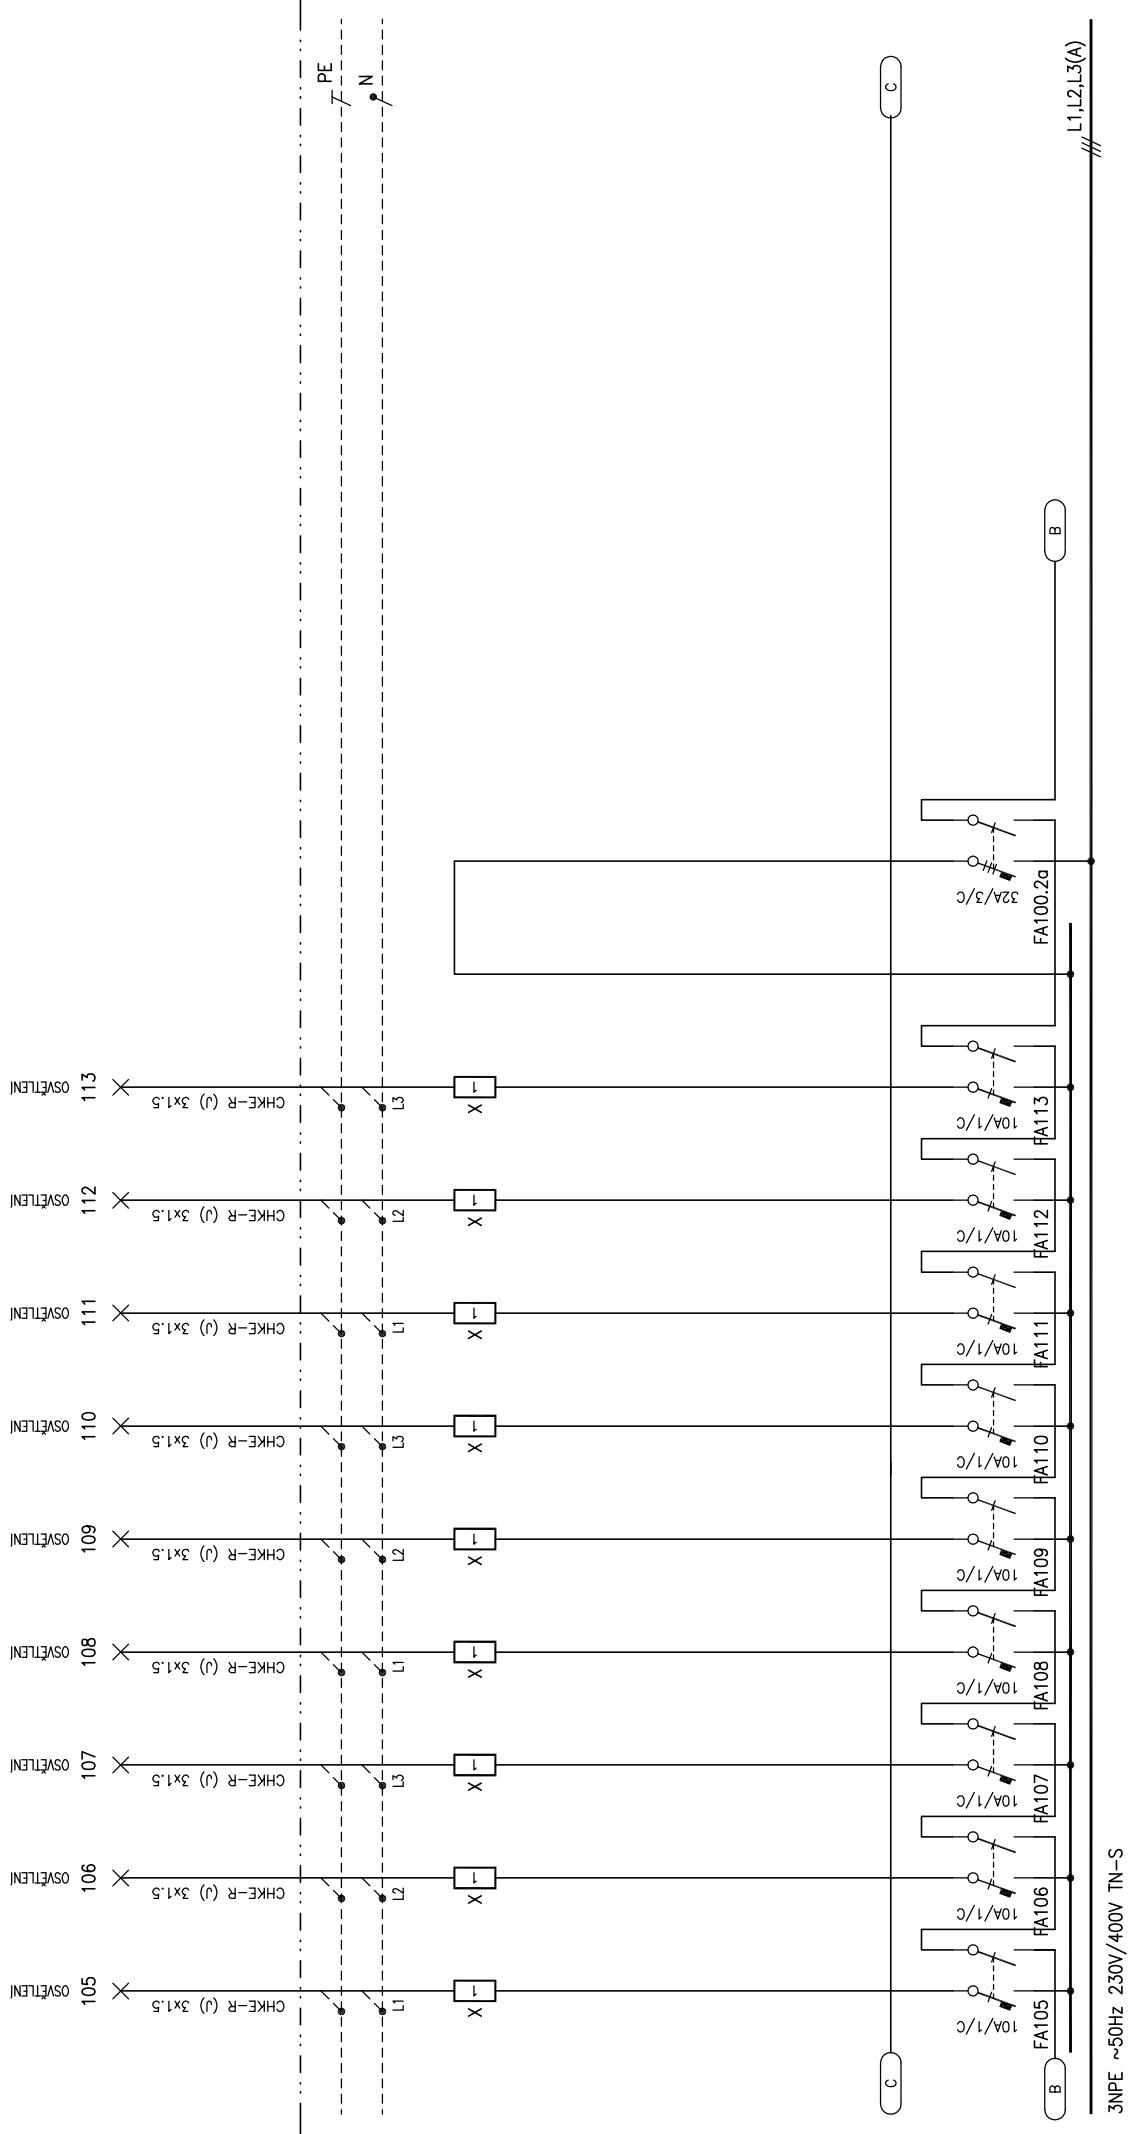 3NPE ~50Hz 230V/400V TN-S
L1,L2,L3(A)
PE
N
C
C
B
B
OSVĚTLENÍ
105
CHKE-R (J) 3x1.5
L1
X
1
10A/1/C
FA105
OSVĚTLENÍ
106
CHKE-R (J) 3x1.5
L2
X
1
10A/1/C
FA106
OSVĚTLENÍ
107
CHKE-R (J) 3x1.5
L3
X
1
10A/1/C
FA107
OSVĚTLENÍ
108
CHKE-R (J) 3x1.5
L1
X
1
10A/1/C
FA108
OSVĚTLENÍ
109
CHKE-R (J) 3x1.5
L2
X
1
10A/1/C
FA109
OSVĚTLENÍ
110
CHKE-R (J) 3x1.5
L3
X
1
10A/1/C
FA110
OSVĚTLENÍ
111
CHKE-R (J) 3x1.5
L1
X
1
10A/1/C
FA111
OSVĚTLENÍ
112
CHKE-R (J) 3x1.5
L2
X
1
10A/1/C
FA112
OSVĚTLENÍ
113
CHKE-R (J) 3x1.5
L3
X
1
10A/1/C
FA113
32A/3/C
FA100.2a